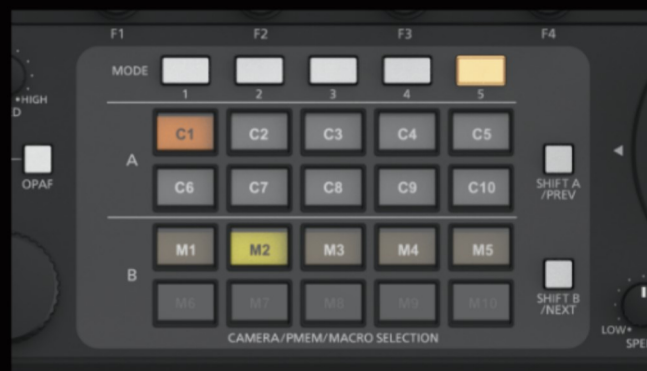 F1 F2 F3 F4
MODE
1 2 3 4 5
•HIGH
D
A
C1 C2 C3 C4 C5
OPAF
C6 C7 C8 C9 C10
SHIFT A
/PREV
B
M1 M2 M3 M4 M5
M6 M7 M8 M9 M10
SHIFT B
/NEXT
LOW•
SPE
CAMERA/PMEM/MACRO SELECTION